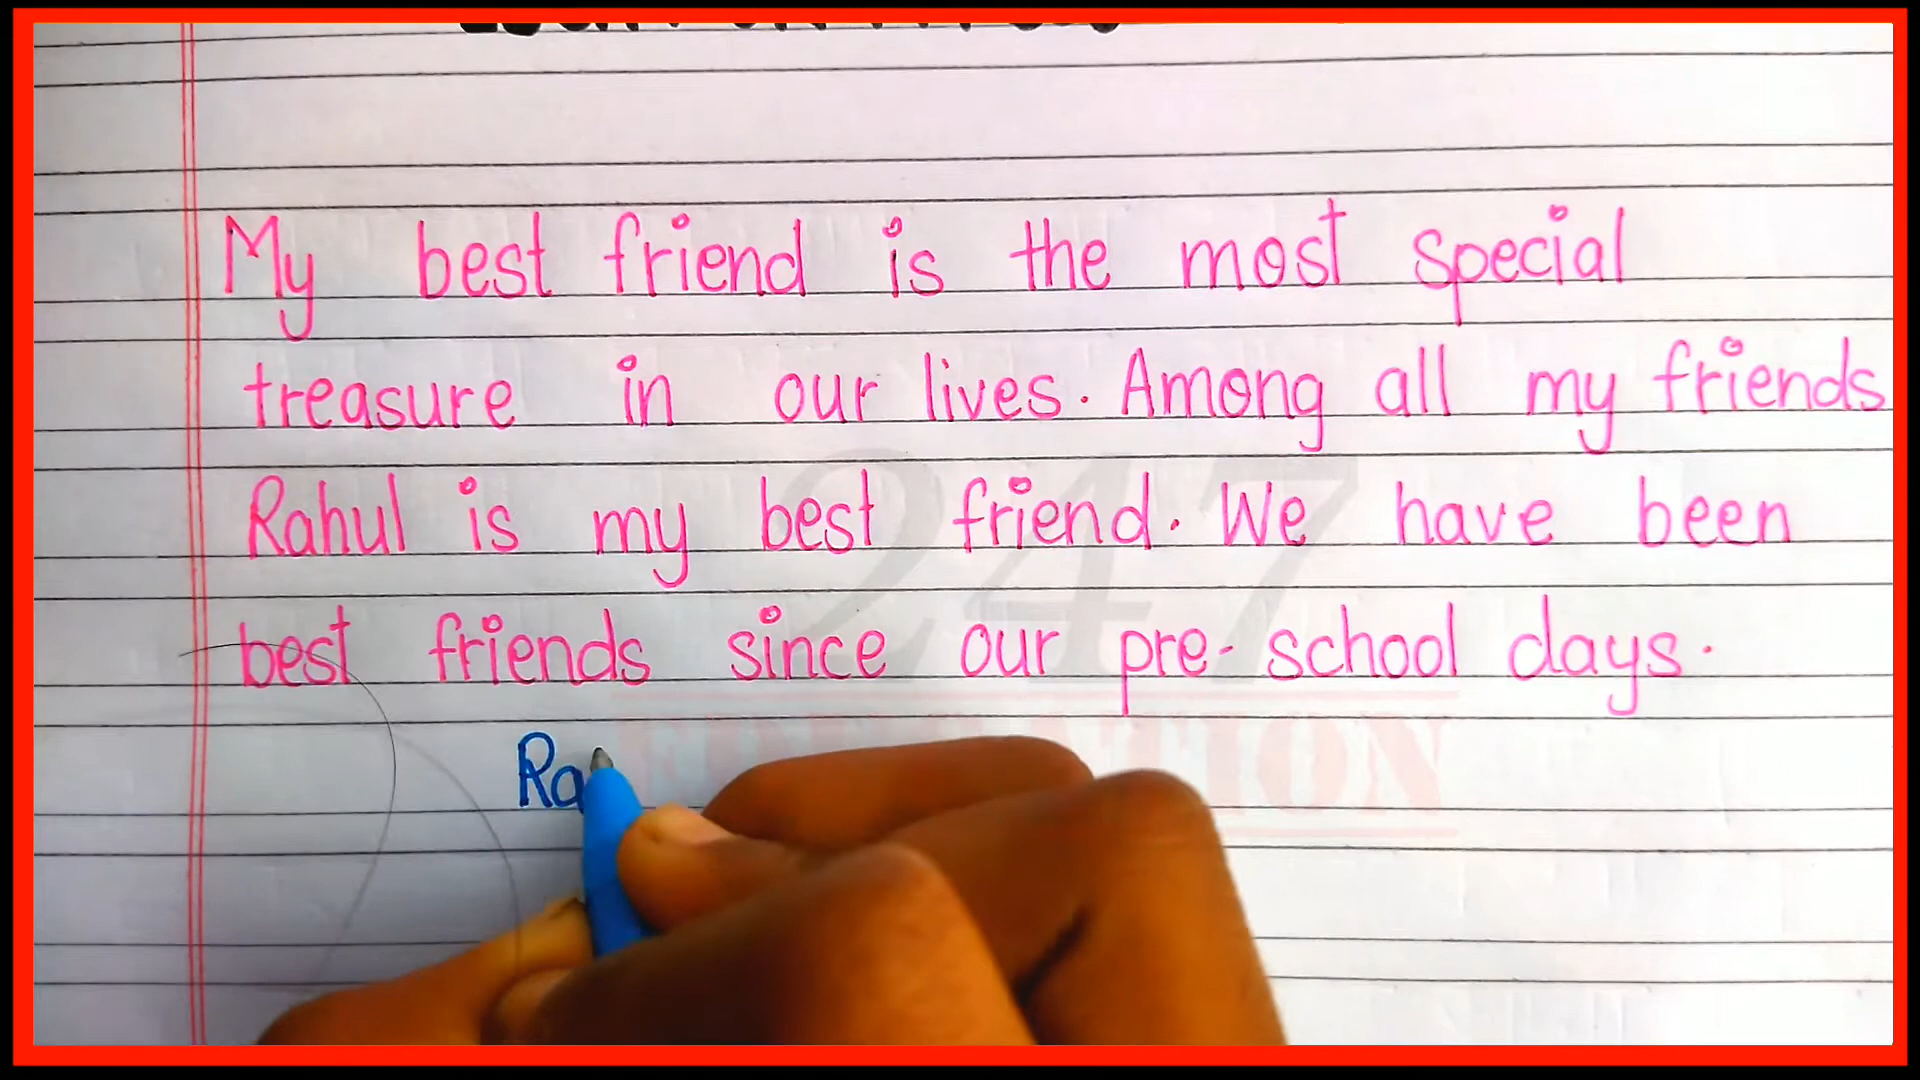 My best friend is the most special
treasure in our lives. Among all my friends
Rahul is my best friend. We have been
best friends since our pre-school days.
Ra
247